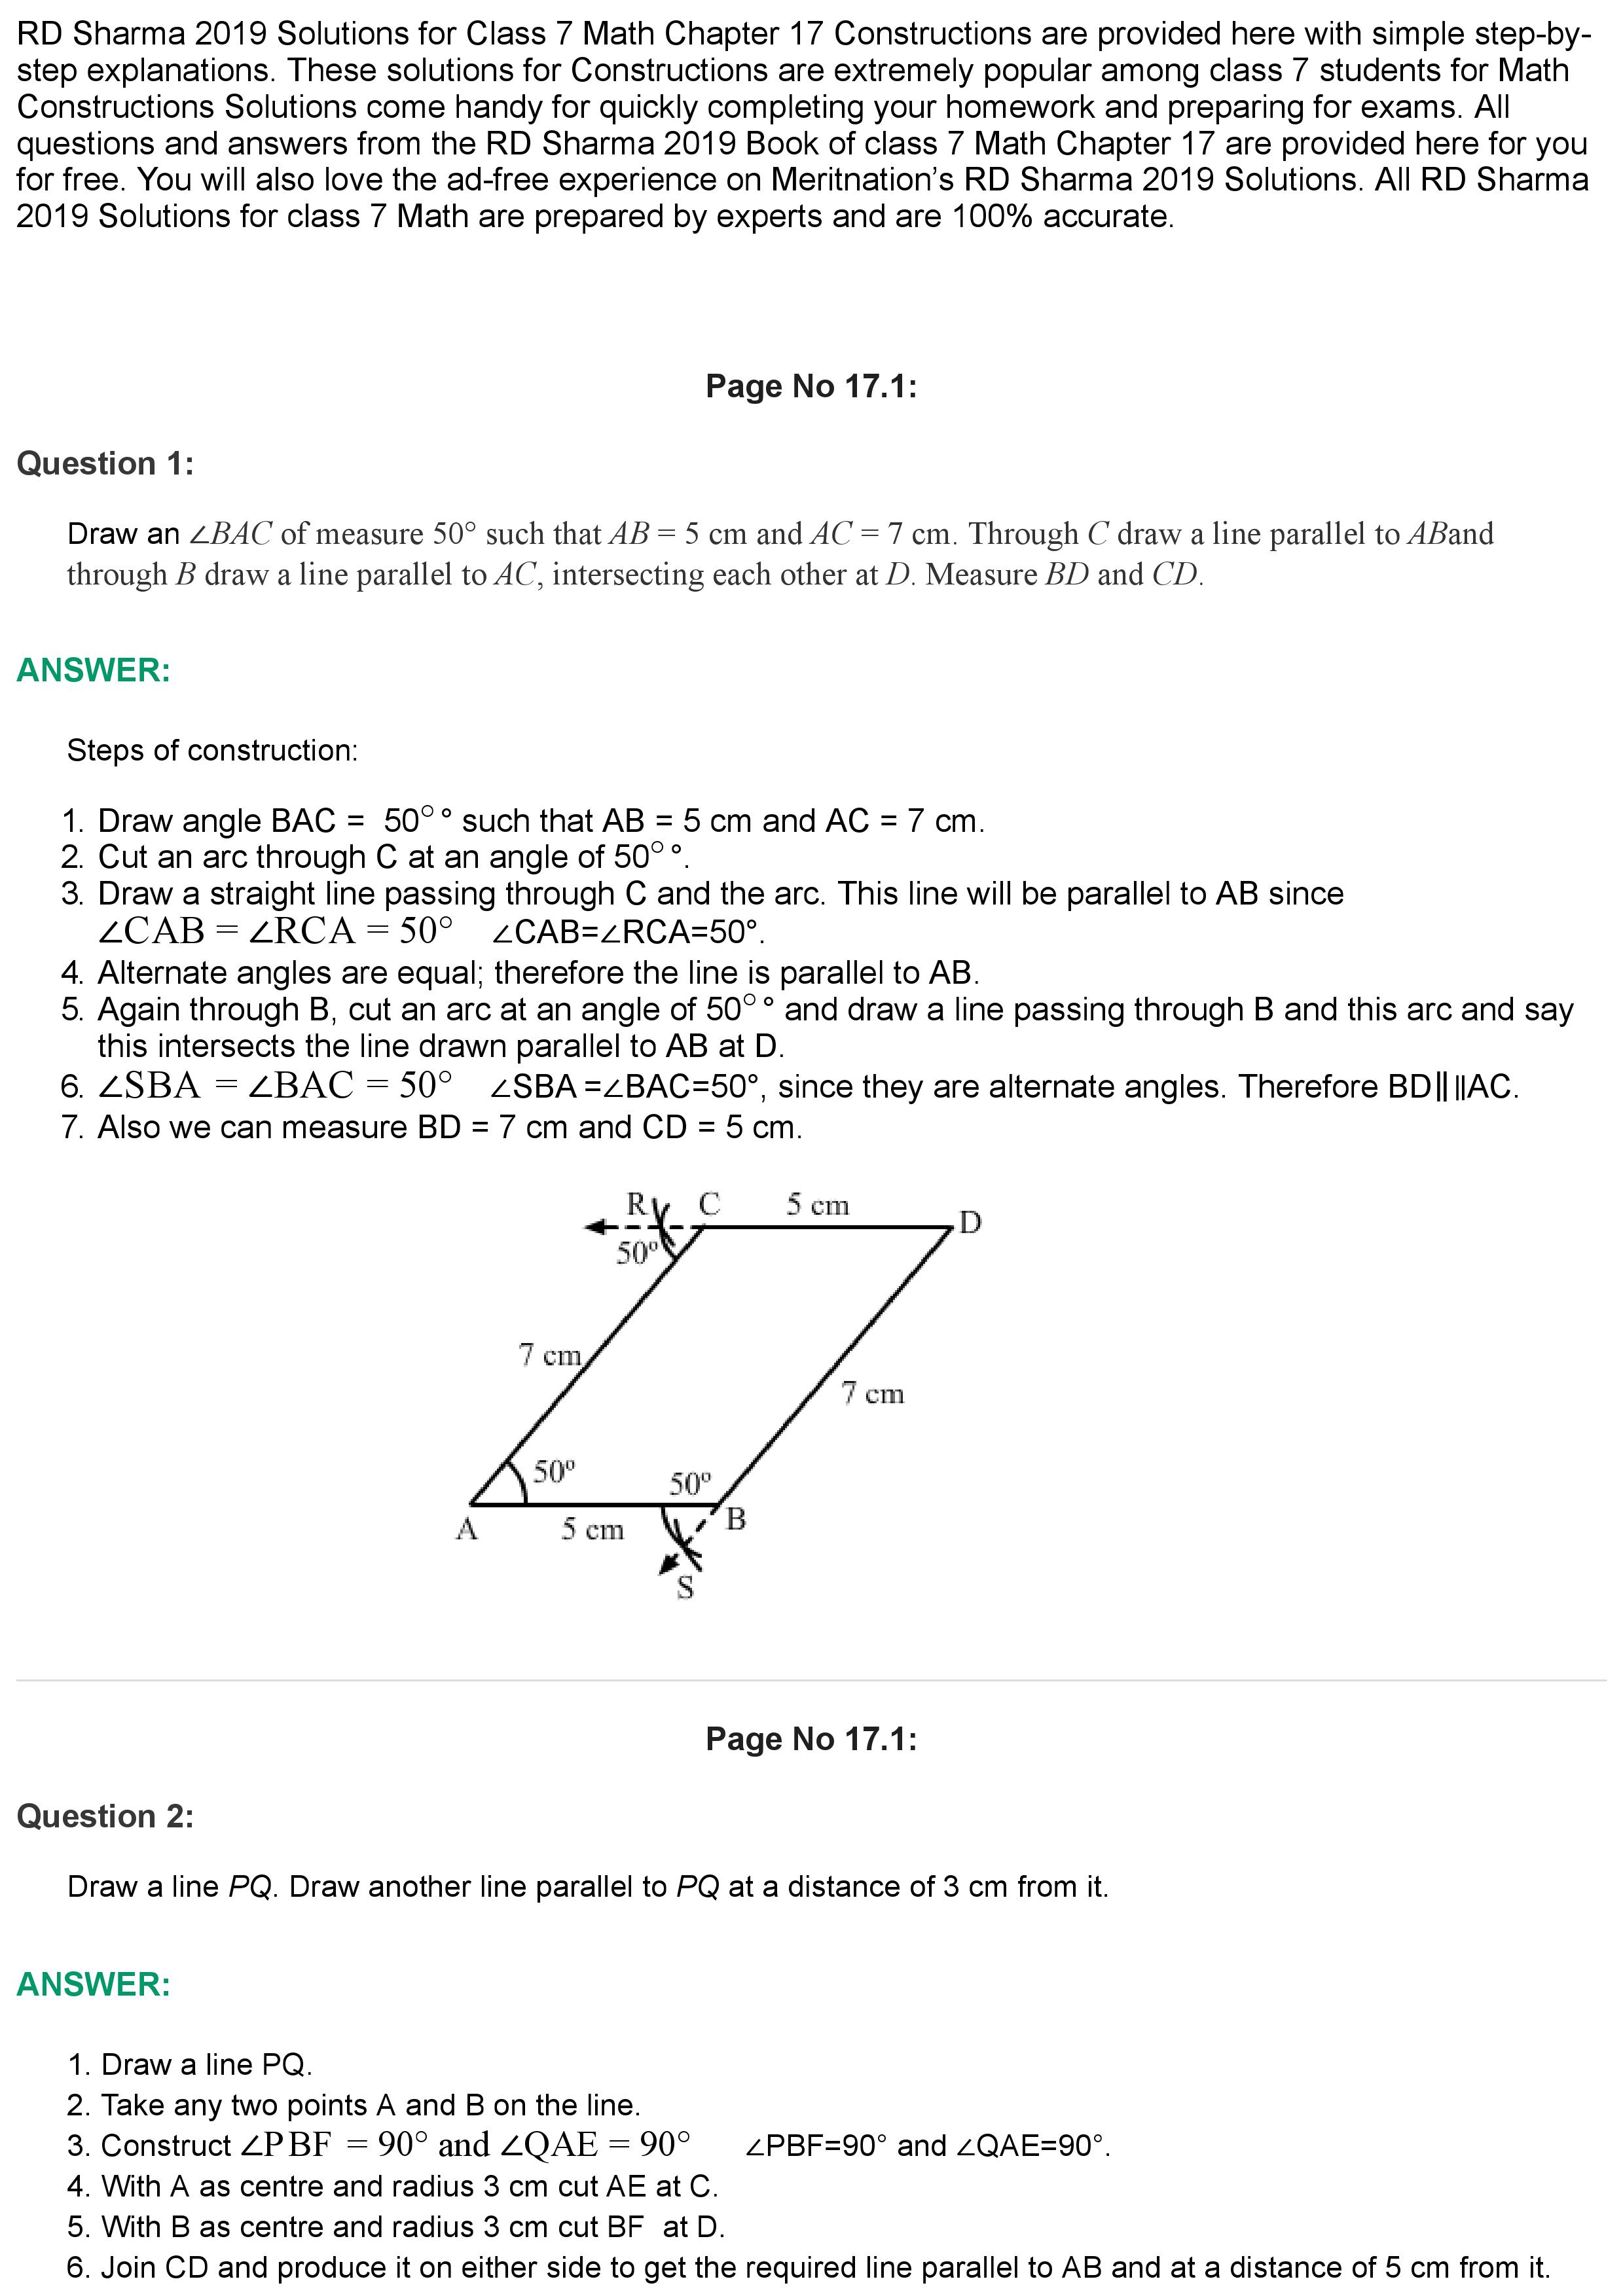 RD Sharma 2019 Solutions for Class 7 Math Chapter 17 Constructions are provided here with simple step-by-
step explanations. These solutions for Constructions are extremely popular among class 7 students for Math
Constructions Solutions come handy for quickly completing your homework and preparing for exams. All
questions and answers from the RD Sharma 2019 Book of class 7 Math Chapter 17 are provided here for you
for free. You will also love the ad-free experience on Meritnation’s RD Sharma 2019 Solutions. All RD Sharma
2019 Solutions for class 7 Math are prepared by experts and are 100% accurate.
Page No 17.1:
Question 1:
Draw an ∠BAC of measure 50° such that AB = 5 cm and AC = 7 cm. Through C draw a line parallel to ABand
through B draw a line parallel to AC, intersecting each other at D. Measure BD and CD.
ANSWER:
Steps of construction:
1. Draw angle BAC = 50○° such that AB = 5 cm and AC = 7 cm.
2. Cut an arc through C at an angle of 50○°.
3. Draw a straight line passing through C and the arc. This line will be parallel to AB since
∠CAB = ∠RCA = 50° ∠CAB=∠RCA=50°.
4. Alternate angles are equal; therefore the line is parallel to AB.
5. Again through B, cut an arc at an angle of 50○° and draw a line passing through B and this arc and say
this intersects the line drawn parallel to AB at D.
6. ∠SBA = ∠BAC = 50° ∠SBA =∠BAC=50°, since they are alternate angles. Therefore BD∥∥AC.
7. Also we can measure BD = 7 cm and CD = 5 cm.
R C 5 cm D
50º
7 cm
7 cm
50º 50º
A 5 cm B
S
Page No 17.1:
Question 2:
Draw a line PQ. Draw another line parallel to PQ at a distance of 3 cm from it.
ANSWER:
1. Draw a line PQ.
2. Take any two points A and B on the line.
3. Construct ∠PBF = 90° and ∠QAE = 90° ∠PBF=90° and ∠QAE=90°.
4. With A as centre and radius 3 cm cut AE at C.
5. With B as centre and radius 3 cm cut BF at D.
6. Join CD and produce it on either side to get the required line parallel to AB and at a distance of 5 cm from it.